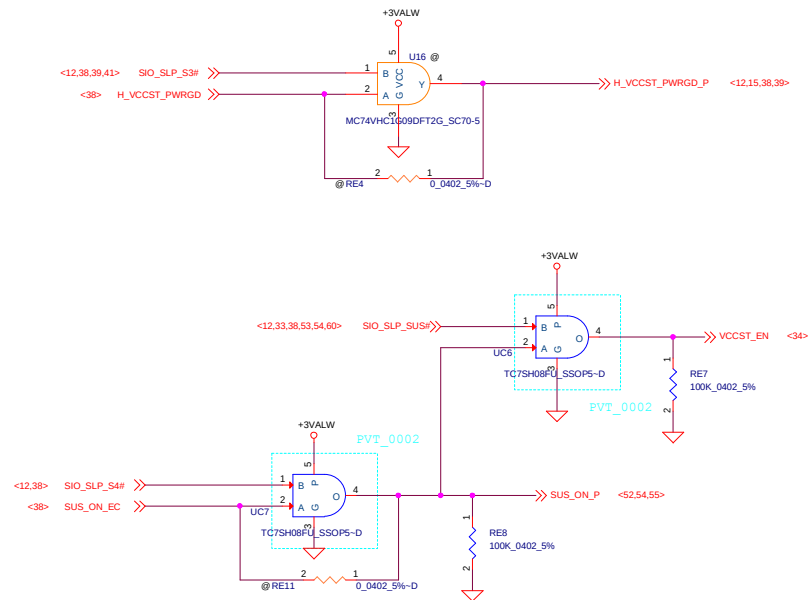 +3VALW
5
U16 @
<12,38,39,41> SIO_SLP_S3# 1 B VCC Y 4 H_VCCST_PWRGD_P <12,15,38,39>
<38> H_VCCST_PWRGD 2 A G
3
MC74VHC1G09DFT2G_SC70-5
2 1
@ RE4 0_0402_5%~D
+3VALW
5
<12,33,38,53,54,60> SIO_SLP_SUS# 1 B P O 4 VCCST_EN <34>
2 A G
UC6
3
TC7SH08FU_SSOP5~D
1
RE7
100K_0402_5%
2
PVT_0002
+3VALW
PVT_0002
5
<12,38> SIO_SLP_S4# 1 B P O 4 SUS_ON_P <52,54,55>
<38> SUS_ON_EC 2 A G
UC7
3
TC7SH08FU_SSOP5~D
1
RE8
100K_0402_5%
2
2 1
@ RE11 0_0402_5%~D